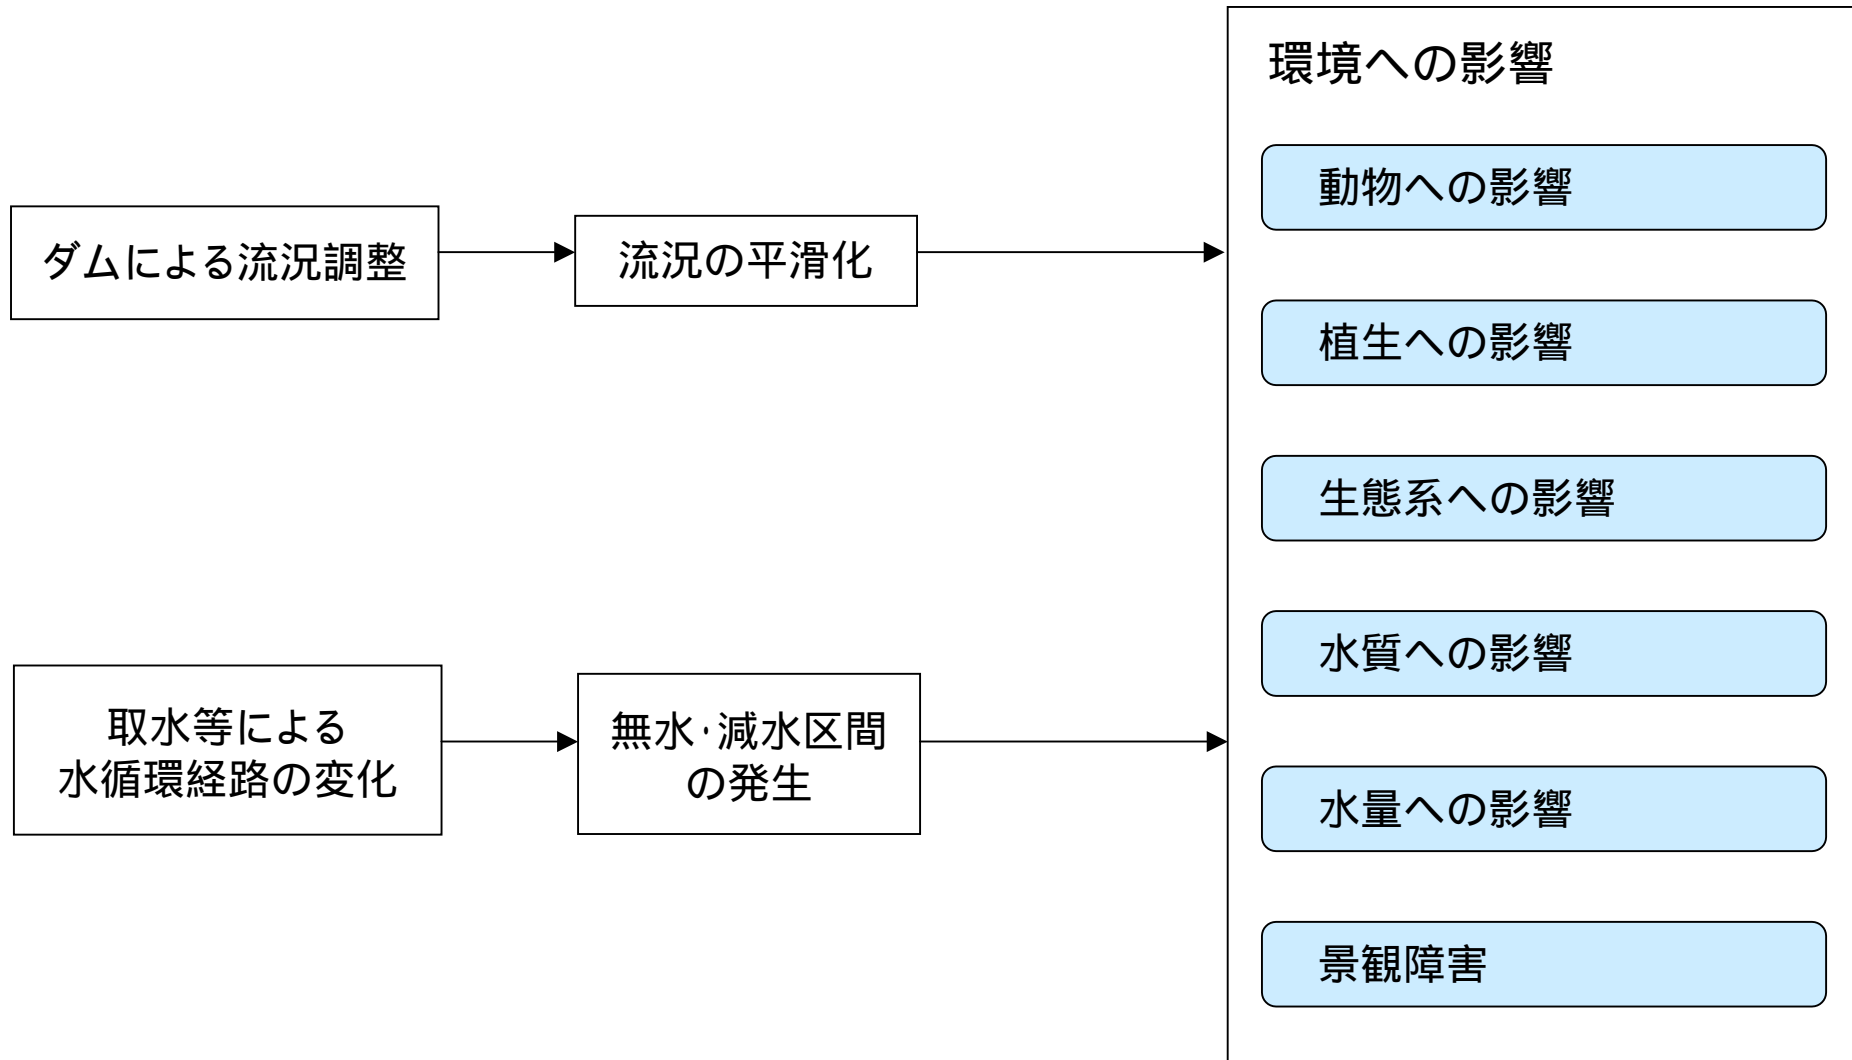 環境への影響
動物への影響
ダムによる流況調整
流況の平滑化
植生への影響
生態系への影響
水質への影響
取水等による
水循環経路の変化
無水・減水区間
の発生
水量への影響
景観障害